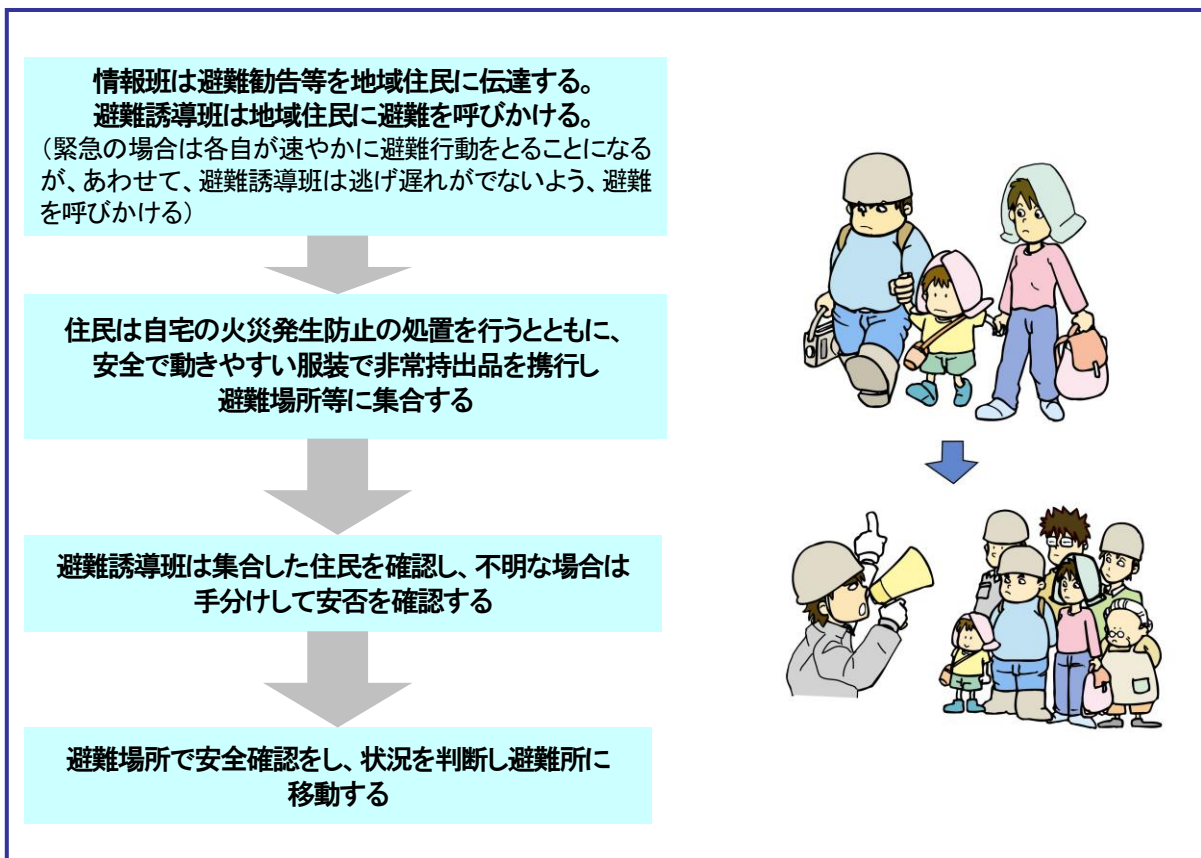 情報班は避難勧告等を地域住民に伝達する。
避難誘導班は地域住民に避難を呼びかける。
（緊急の場合は各自が速やかに避難行動をとることになる
が、あわせて、避難誘導班は逃げ遅れがでないよう、避難
を呼びかける）
住民は自宅の火災発生防止の処置を行うとともに、
安全で動きやすい服装で非常持出品を携行し
避難場所等に集合する
避難誘導班は集合した住民を確認し、不明な場合は
手分けして安否を確認する
避難場所で安全確認をし、状況を判断し避難所に
移動する